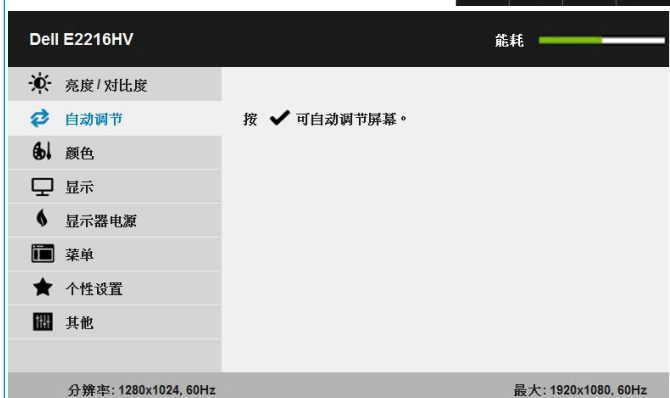 Dell E2216HV 能耗
亮度 / 对比度
自动调节 按 ✔ 可自动调节屏幕。
颜色
显示
显示器电源
菜单
个性设置
其他
分辨率: 1280x1024, 60Hz 最大: 1920x1080, 60Hz